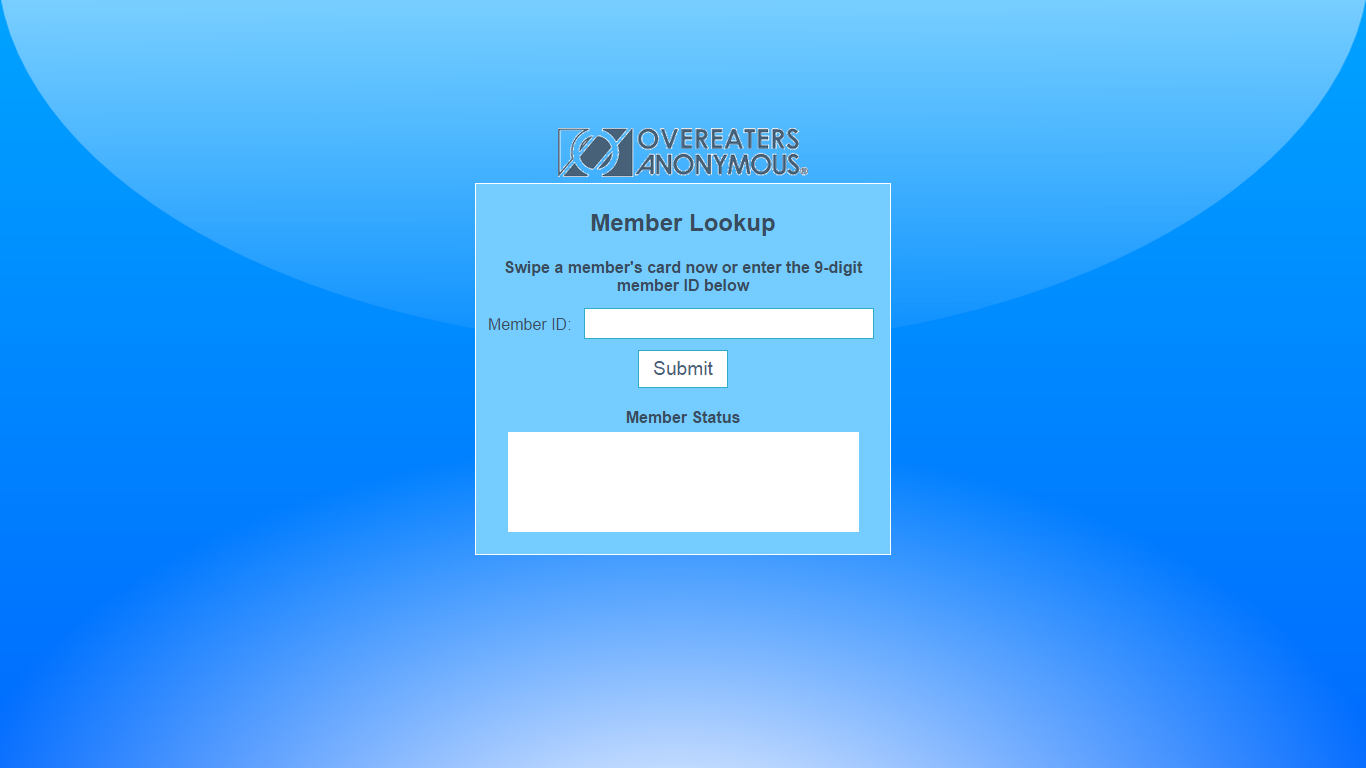 OVEREATERS
ANONYMOUS®
Member Lookup
Swipe a member's card now or enter the 9-digit
member ID below
Member ID:
Submit
Member Status